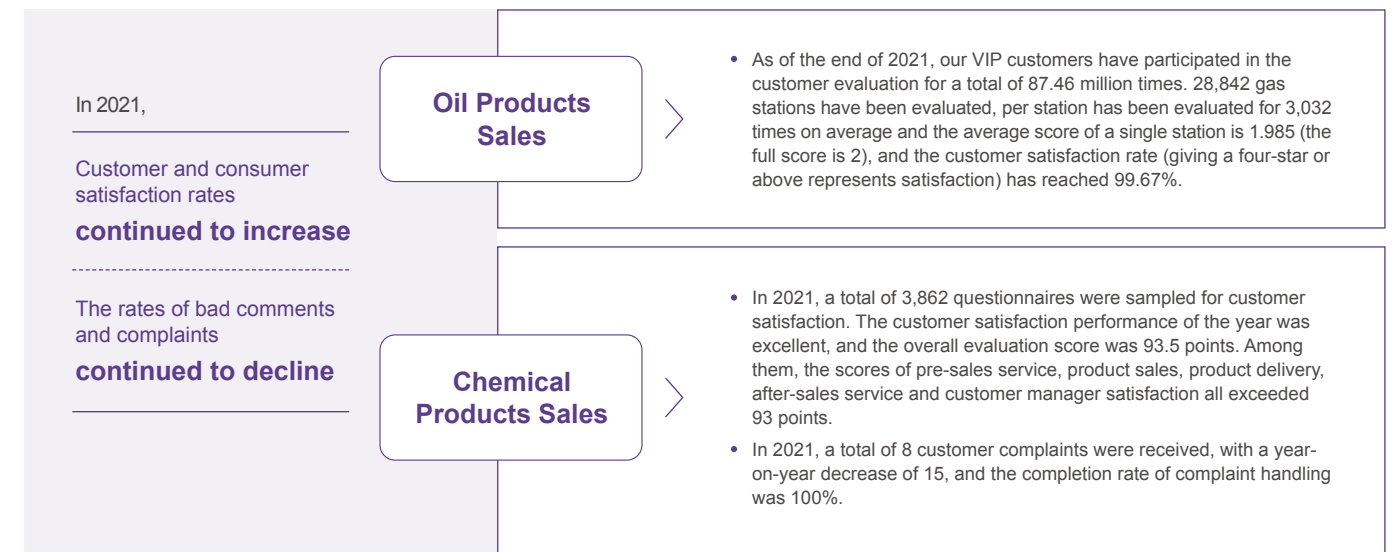 In 2021,
Customer and consumer
satisfaction rates
continued to increase
The rates of bad comments
and complaints
continued to decline
Oil Products
Sales
• As of the end of 2021, our VIP customers have participated in the
customer evaluation for a total of 87.46 million times. 28,842 gas
stations have been evaluated, per station has been evaluated for 3,032
times on average and the average score of a single station is 1.985 (the
full score is 2), and the customer satisfaction rate (giving a four-star or
above represents satisfaction) has reached 99.67%.
Chemical
Products Sales
• In 2021, a total of 3,862 questionnaires were sampled for customer
satisfaction. The customer satisfaction performance of the year was
excellent, and the overall evaluation score was 93.5 points. Among
them, the scores of pre-sales service, product sales, product delivery,
after-sales service and customer manager satisfaction all exceeded
93 points.
• In 2021, a total of 8 customer complaints were received, with a year-
on-year decrease of 15, and the completion rate of complaint handling
was 100%.